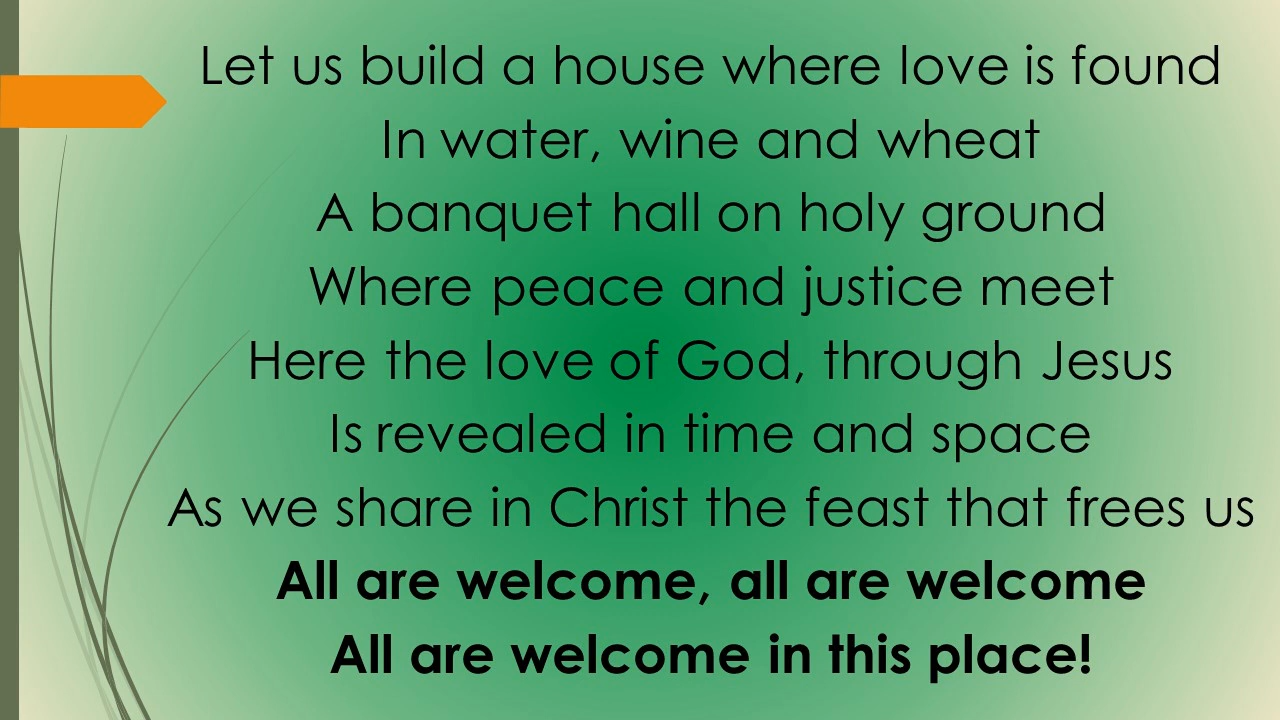 Let us build a house where love is found
In water, wine and wheat
A banquet hall on holy ground
Where peace and justice meet
Here the love of God, through Jesus
Is revealed in time and space
As we share in Christ the feast that frees us
All are welcome, all are welcome
All are welcome in this place!